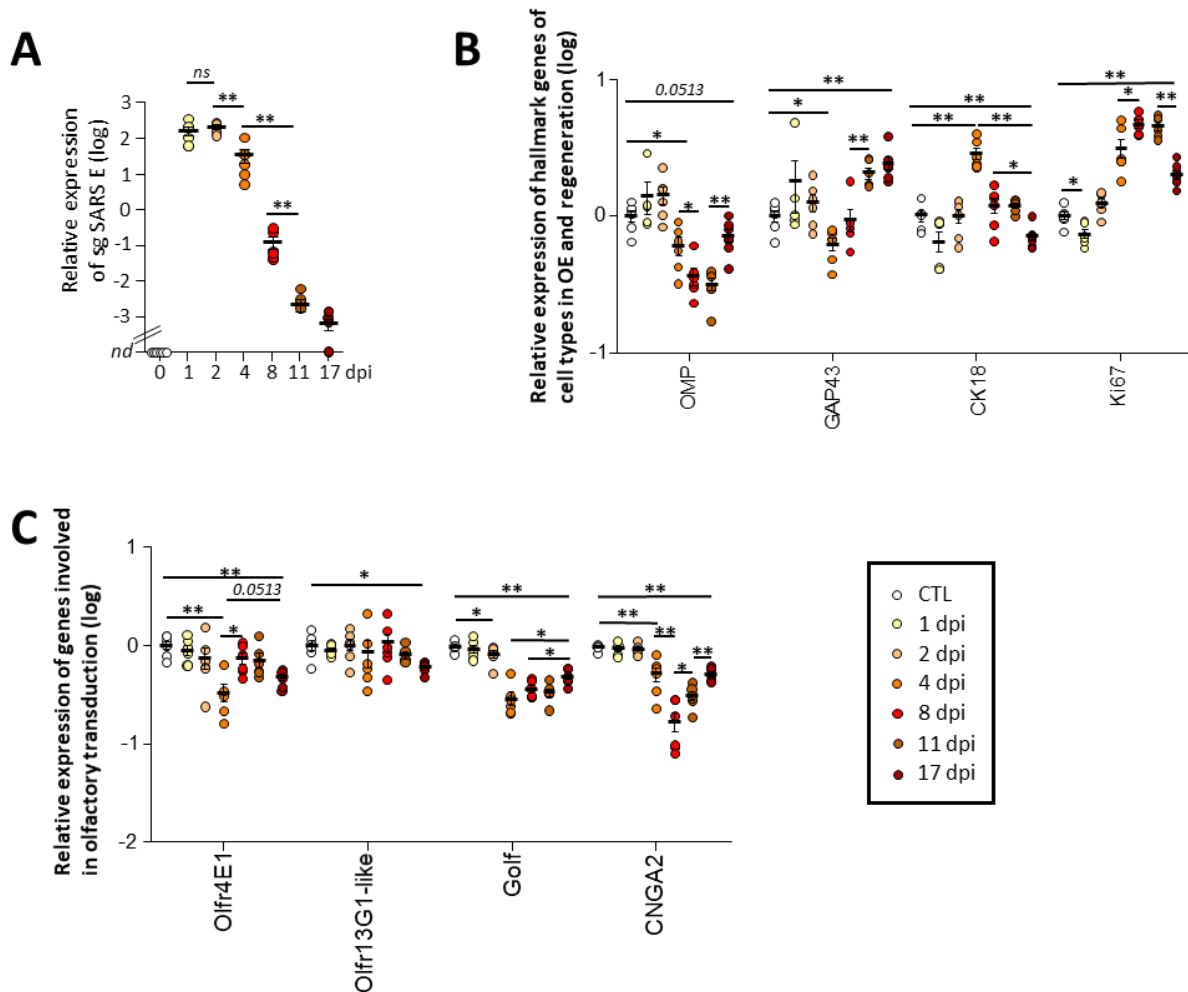 A
Relative expression
of sg SARS E (log)
3
2
1
0
-1
-2
-3
nd
ns
**
**
**
0 1 2 4 8 11 17 dpi
B
Relative expression of hallmark genes of
cell types in OE and regeneration (log)
1
0
-1
0.0513
*
*
**
**
*
**
**
**
**
*
**
*
*
**
OMP
GAP43
CK18
Ki67
C
Relative expression of genes involved
in olfactory transduction (log)
1
0
-1
-2
**
0.0513
**
*
*
**
*
*
*
**
**
**
*
**
Olfr4E1
Olfr13G1-like
Golf
CNGA2
CTL
1 dpi
2 dpi
4 dpi
8 dpi
11 dpi
17 dpi